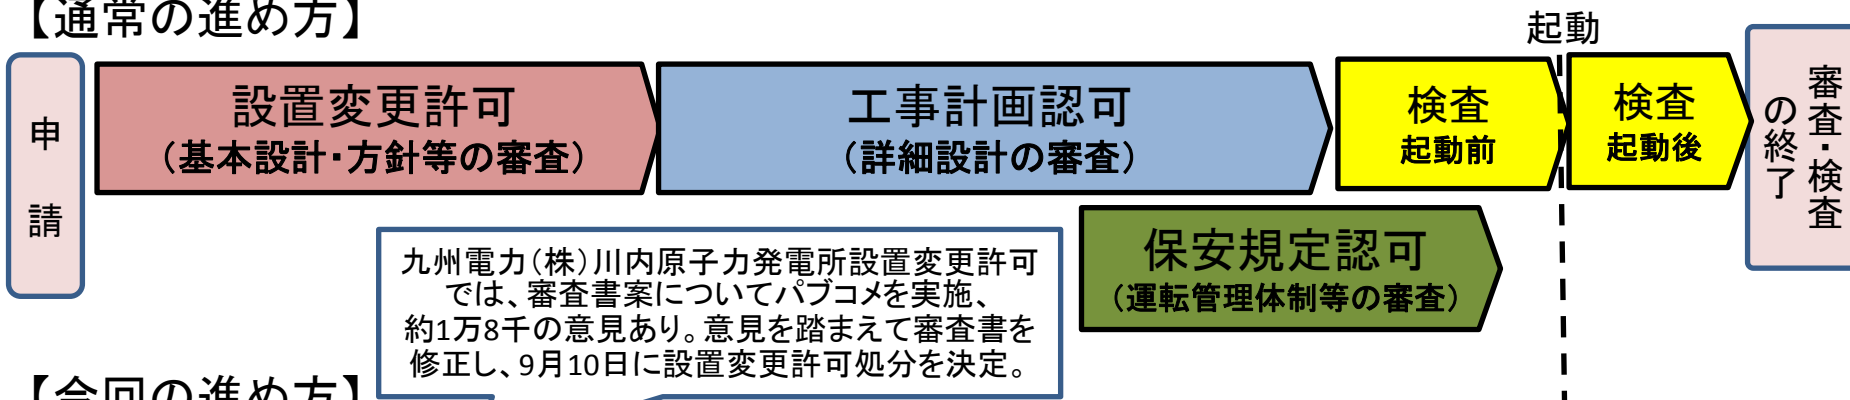 【通常の進め方】
起動
申請
設置変更許可
(基本設計・方針等の審査)
工事計画認可
(詳細設計の審査)
検査
起動前
検査
起動後
審査・検査
の終了
保安規定認可
(運転管理体制等の審査)
九州電力(株)川内原子力発電所設置変更許可
では、審査書案についてパブコメを実施、
約1万8千の意見あり。意見を踏まえて審査書を
修正し、9月10日に設置変更許可処分を決定。
【今回の進め方】